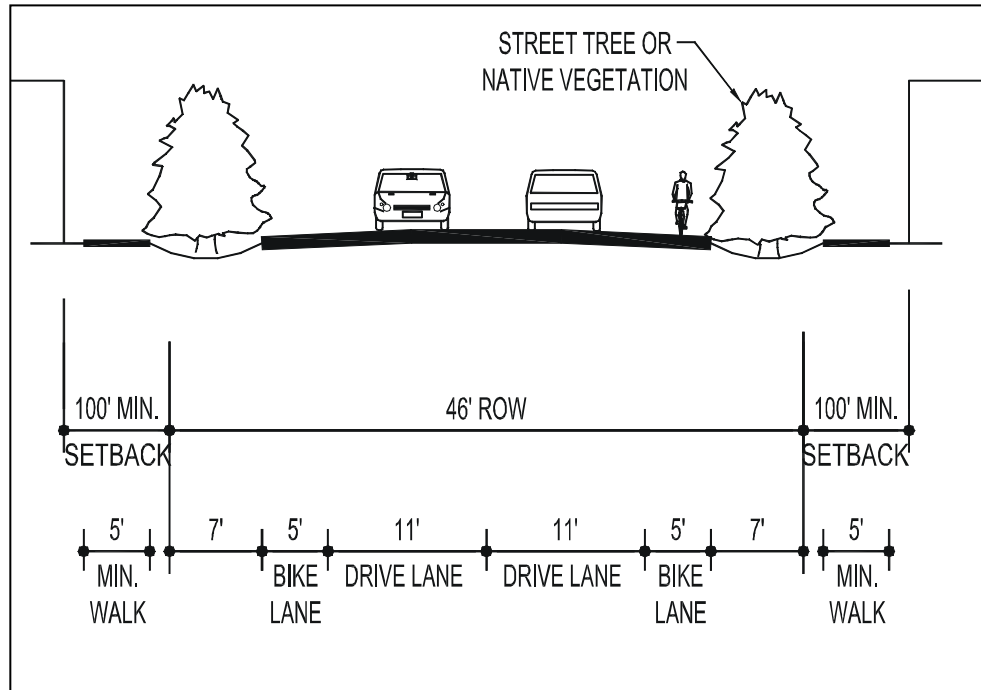 STREET TREE OR
NATIVE VEGETATION
100' MIN.
SETBACK
46' ROW
100' MIN.
SETBACK
5'
MIN.
WALK
7'
5'
BIKE
LANE
11'
DRIVE LANE
11'
DRIVE LANE
5'
BIKE
LANE
7'
5'
MIN.
WALK